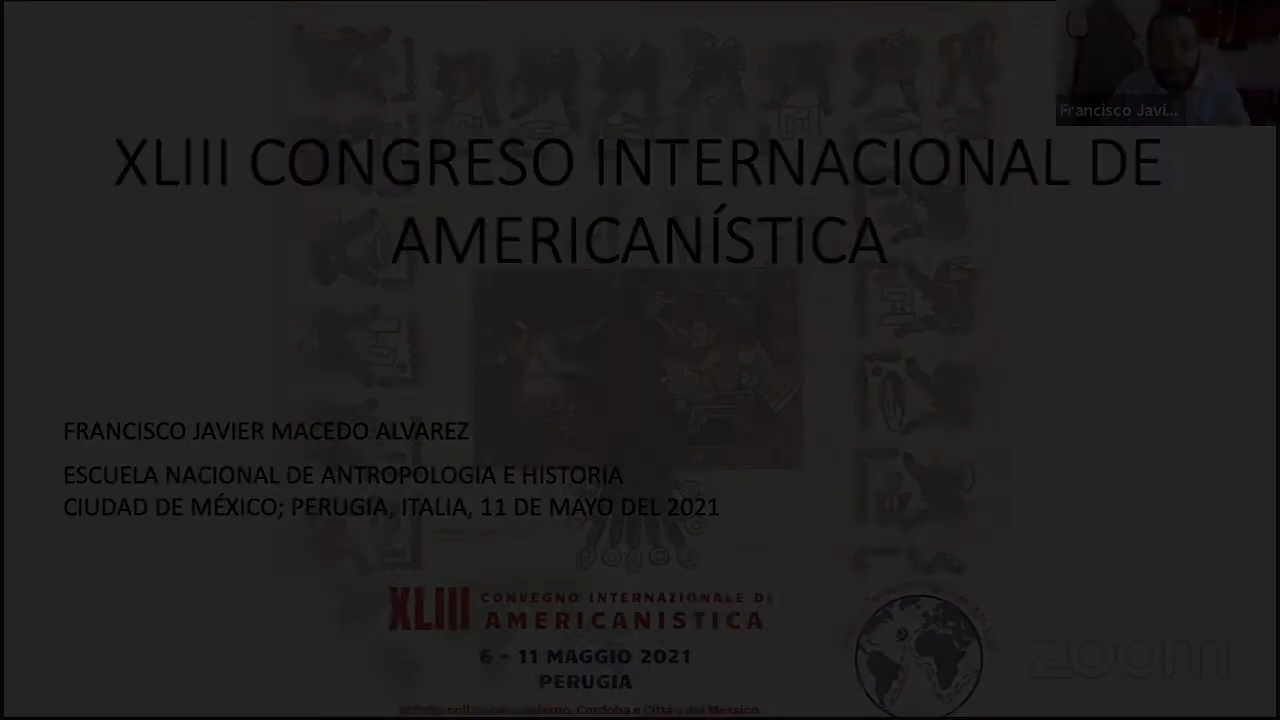 Francisco Javi...
XLIII CONGRESO INTERNACIONAL DE
AMERICANÍSTICA
FRANCISCO JAVIER MACEDO ALVAREZ
ESCUELA NACIONAL DE ANTROPOLOGIA E HISTORIA
CIUDAD DE MÉXICO; PERUGIA, ITALIA, 11 DE MAYO DEL 2021
XLIII CONVEGNO INTERNAZIONALE DI
AMERICANISTICA
6 - 11 MAGGIO 2021
PERUGIA
zoom